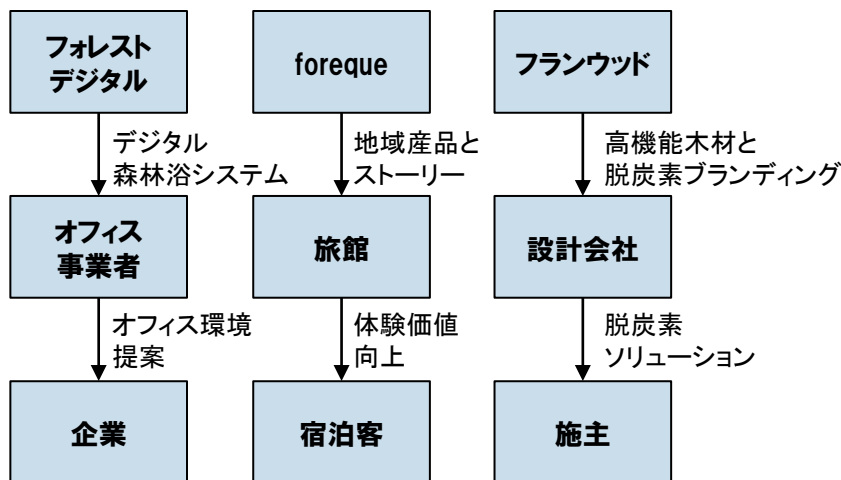 フォレスト
デジタル
デジタル
森林浴システム
オフィス
事業者
オフィス環境
提案
企業
foreque
地域産品と
ストーリー
旅館
体験価値
向上
宿泊客
フランウッド
高機能木材と
脱炭素ブランディング
設計会社
脱炭素
ソリューション
施主